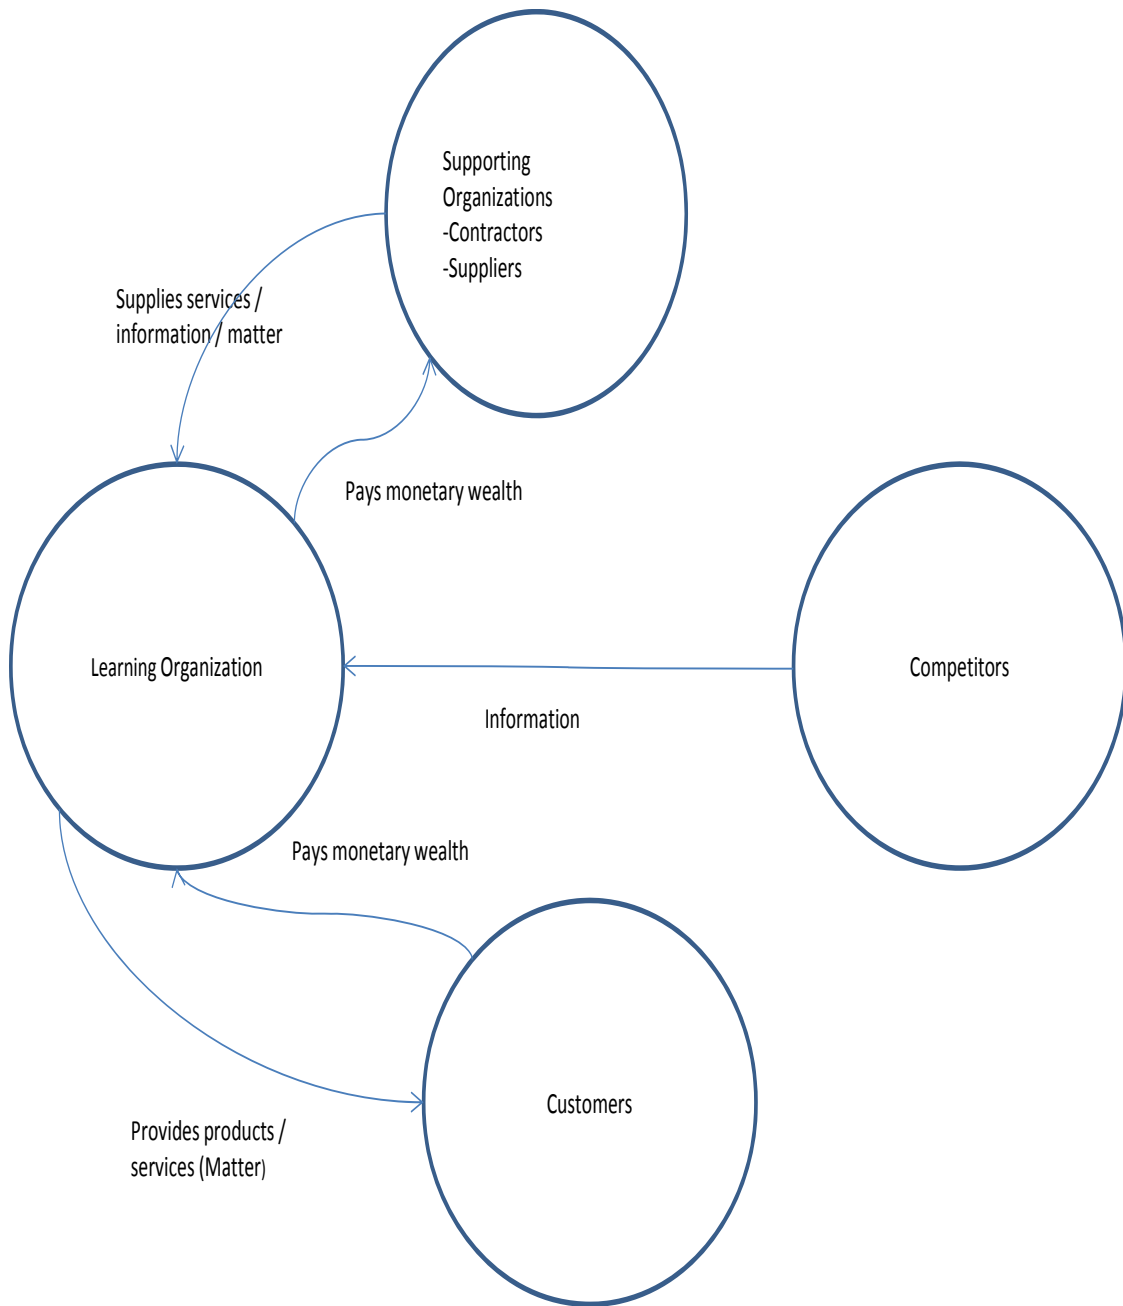 Supporting
Organizations
-Contractors
-Suppliers
Supplies services /
information / matter
Pays monetary wealth
Learning Organization
Competitors
Information
Pays monetary wealth
Customers
Provides products /
services (Matter)